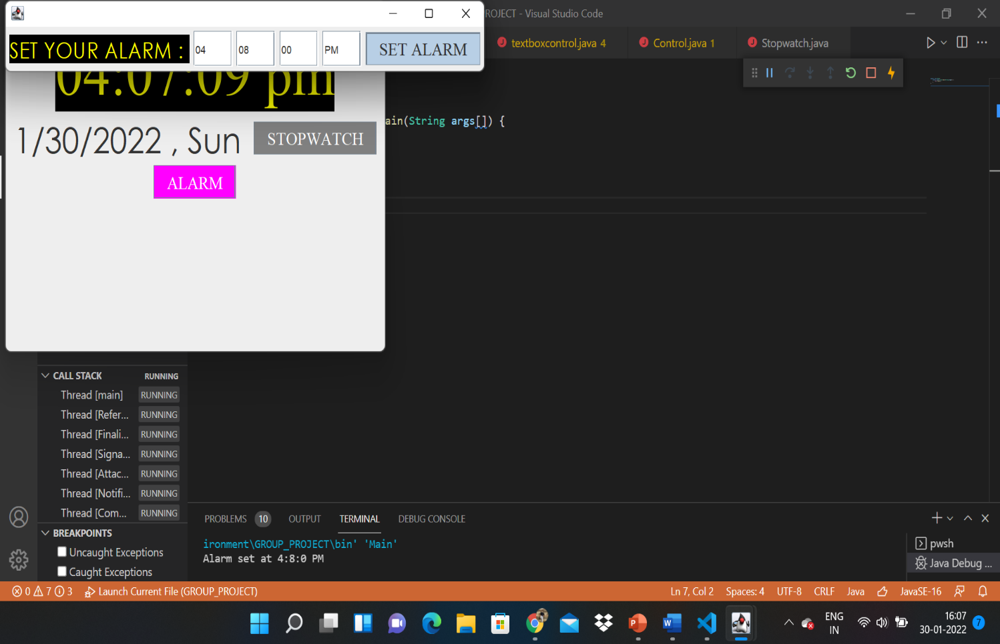 ROJECT - Visual Studio Code
SET YOUR ALARM :
04
08
00
PM
SET ALARM
textboxcontrol.java 4
Control.java 1
Stopwatch.java
04:07:09 pm
ain(String args[]) {
1/30/2022 , Sun
STOPWATCH
ALARM
CALL STACK
RUNNING
Thread [main]
RUNNING
Thread [Refer...
RUNNING
Thread [Finali...
RUNNING
Thread [Signa...
RUNNING
Thread [Attac...
RUNNING
Thread [Notifi...
RUNNING
Thread [Com...
RUNNING
BREAKPOINTS
Uncaught Exceptions
Caught Exceptions
PROBLEMS 10 OUTPUT TERMINAL DEBUG CONSOLE
ironment\GROUP_PROJECT\bin' 'Main'
Alarm set at 4:8:0 PM
pwsh
Java Debug ...
0 7 3 Launch Current File (GROUP_PROJECT)
Ln 7, Col 2 Spaces: 4 UTF-8 CRLF Java JavaSE-16
ENG
IN
16:07
30-01-2022
7